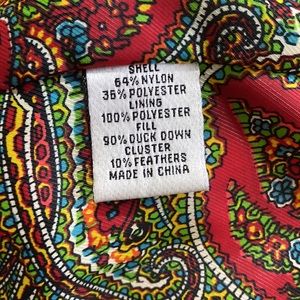 SHELL
64% NYLON
36% POLYESTER
LINING
100% POLYESTER
FILL
90% DUCK DOWN
CLUSTER
10% FEATHERS
MADE IN CHINA